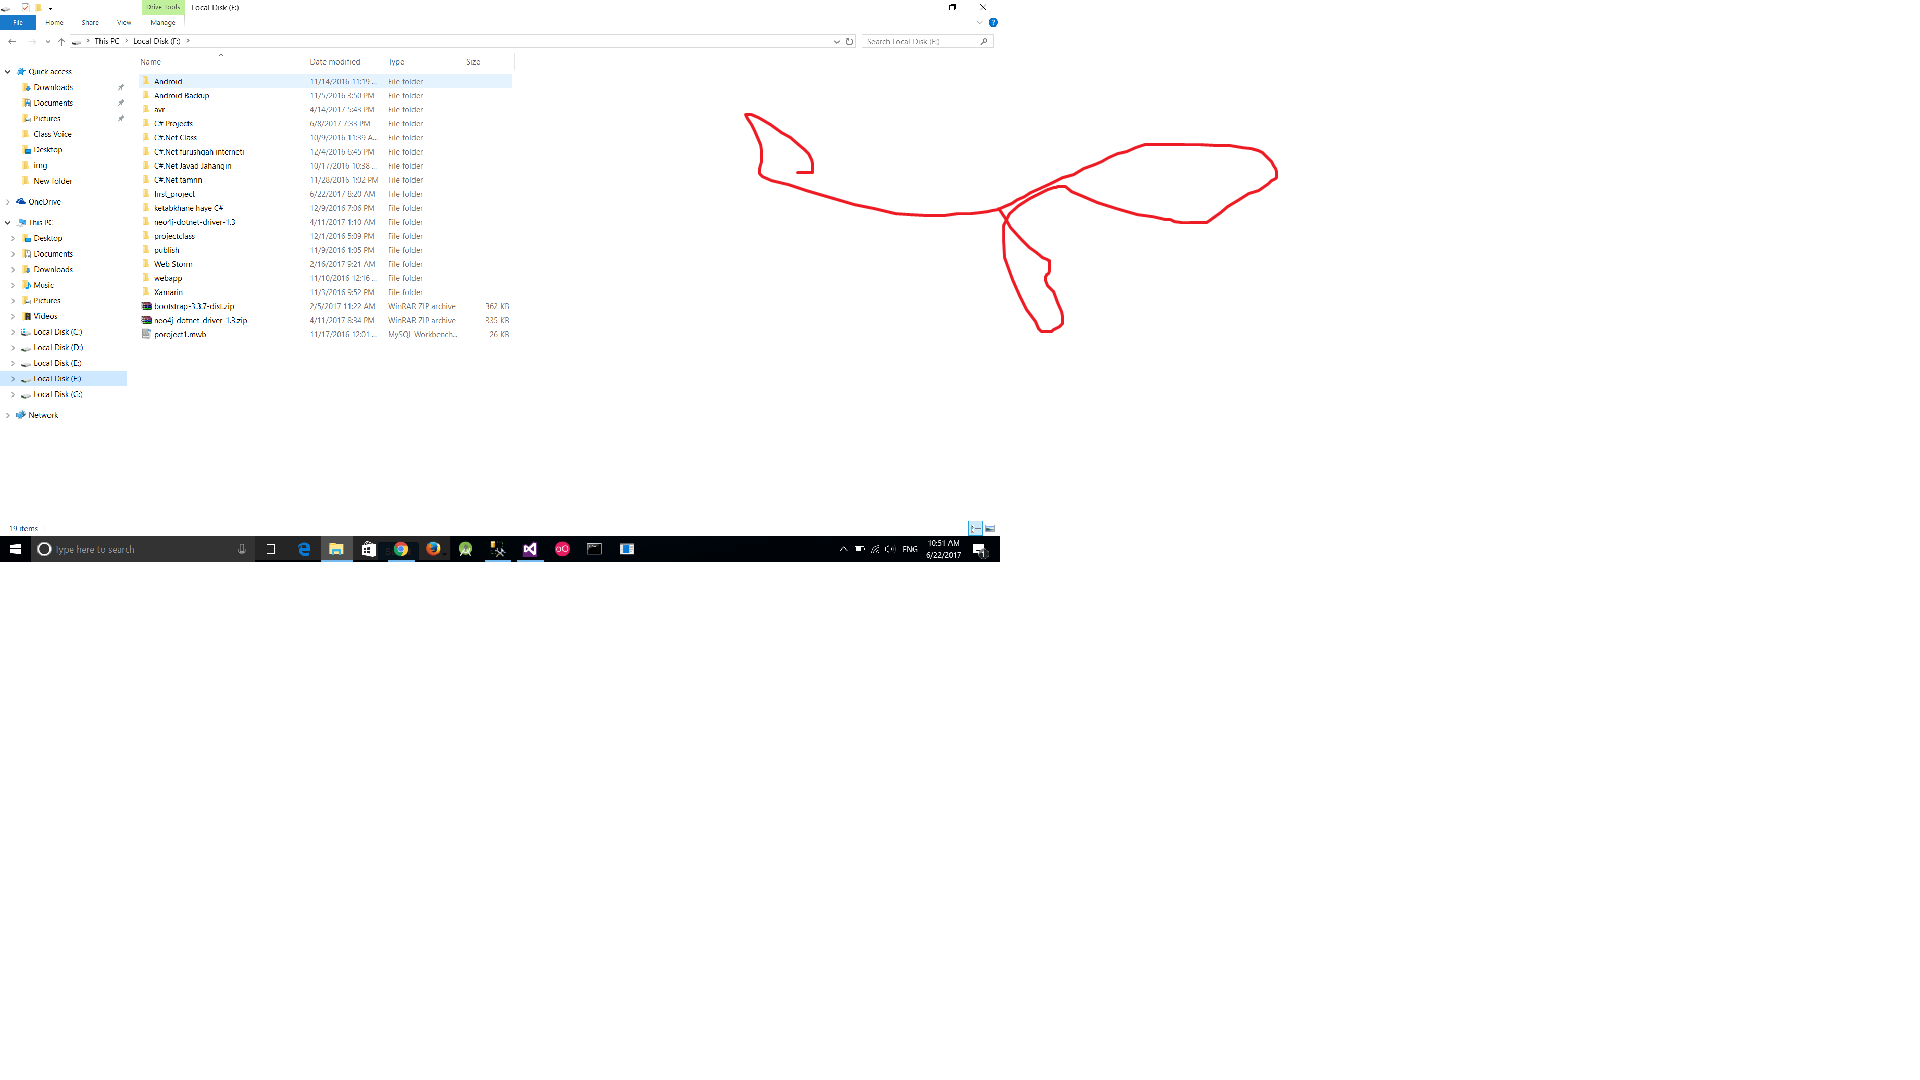 Drive Tools Local Disk (F:)
File Home Share View Manage
This PC Local Disk (F:) Search Local Disk (F:)
Name Date modified Type Size
Quick access
Downloads
Documents
Pictures
Class Voice
Desktop
img
New folder
OneDrive
This PC
Desktop
Documents
Downloads
Music
Pictures
Videos
Local Disk (C:)
Local Disk (D:)
Local Disk (E:)
Local Disk (F:)
Local Disk (G:)
Network
Android 11/14/2016 11:19 ... File folder
Android Backup 11/5/2016 8:50 PM File folder
avr 4/14/2017 5:43 PM File folder
C# Projects 6/8/2017 7:33 PM File folder
C#.Net Class 10/9/2016 11:39 A... File folder
C#.Net furushgah interneti 12/4/2016 6:45 PM File folder
C#.Net Javad Jahangiri 10/17/2016 10:38 ... File folder
C#.Net tamrin 11/28/2016 1:02 PM File folder
first_project 6/22/2017 8:20 AM File folder
ketabkhane haye C# 12/9/2016 7:06 PM File folder
neo4j-dotnet-driver-1.3 4/11/2017 1:10 AM File folder
projectclass 12/1/2016 5:09 PM File folder
publish 11/9/2016 1:05 PM File folder
Web Storm 2/16/2017 9:21 AM File folder
webapp 11/10/2016 12:16 ... File folder
Xamarin 11/3/2016 9:52 PM File folder
bootstrap-3.3.7-dist.zip 2/5/2017 11:22 AM WinRAR ZIP archive 362 KB
neo4j-dotnet-driver-1.3.zip 4/11/2017 8:34 PM WinRAR ZIP archive 335 KB
porject1.mwb 11/17/2016 12:01 ... MySQL Workbench... 26 KB
19 items
Type here to search
ENG
10:51 AM
6/22/2017
1